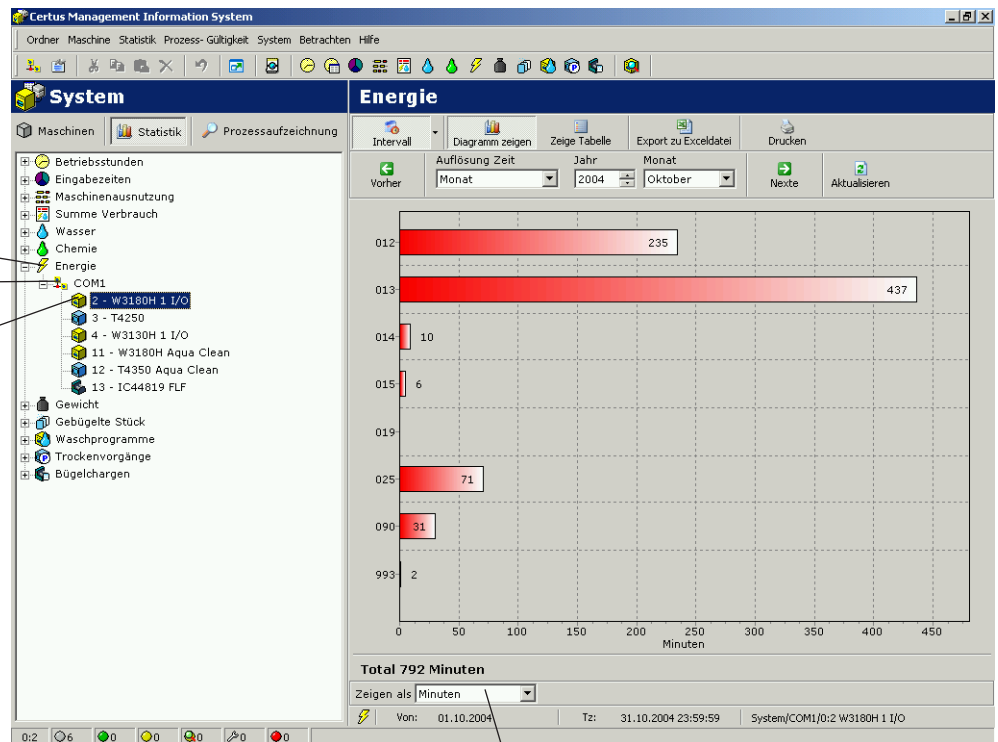 Certus Management Information System
Ordner Maschine Statistik Prozess- Gültigkeit System Betrachten Hilfe
System
Maschinen Statistik Prozessaufzeichnung
Betriebsstunden
Eingabezeiten
Maschinenausnutzung
Summe Verbrauch
Wasser
Chemie
Energie
COM1
2 - W3180H 1 I/O
3 - T4250
4 - W3130H 1 I/O
11 - W3180H Aqua Clean
12 - T4350 Aqua Clean
13 - IC44819 FLF
Gewicht
Gebügelte Stück
Waschprogramme
Trockenvorgänge
Bügelchargen
Energie
Intervall Diagramm zeigen Zeige Tabelle Export zu Exceldatei Drucken
Auflösung Zeit Jahr Monat
Vorher Monat 2004 Oktober Nexte Aktualisieren
012 235
013 437
014 10
015 6
019
025 71
090 31
993 2
0 50 100 150 200 250 300 350 400 450
Minuten
Total 792 Minuten
Zeigen als Minuten
Von: 01.10.2004 Tz: 31.10.2004 23:59:59 System/COM1/0:2 W3180H 1 I/O
0:2 6 0 0 0 0 0